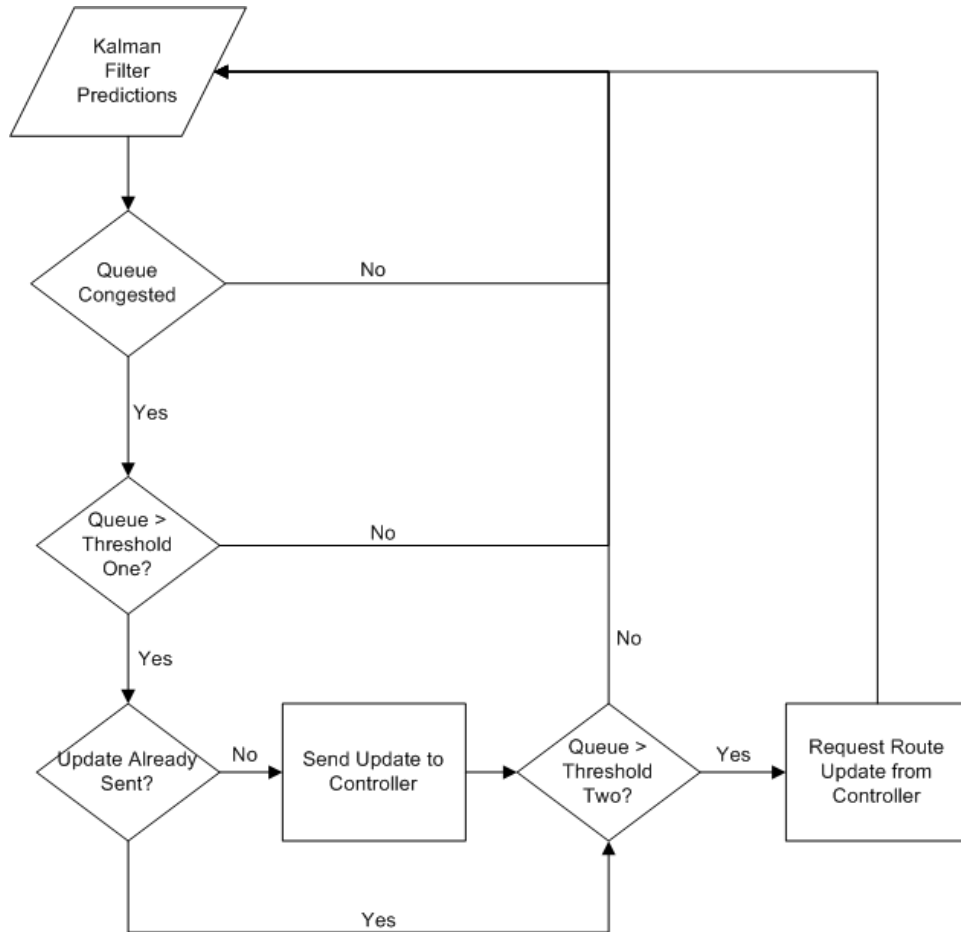 Kalman
Filter
Predictions
Queue
Congested
No
Yes
Queue >
Threshold
One?
No
Yes
Update Already
Sent?
No
Send Update to
Controller
Queue >
Threshold
Two?
No
Yes
Request Route
Update from
Controller
Yes